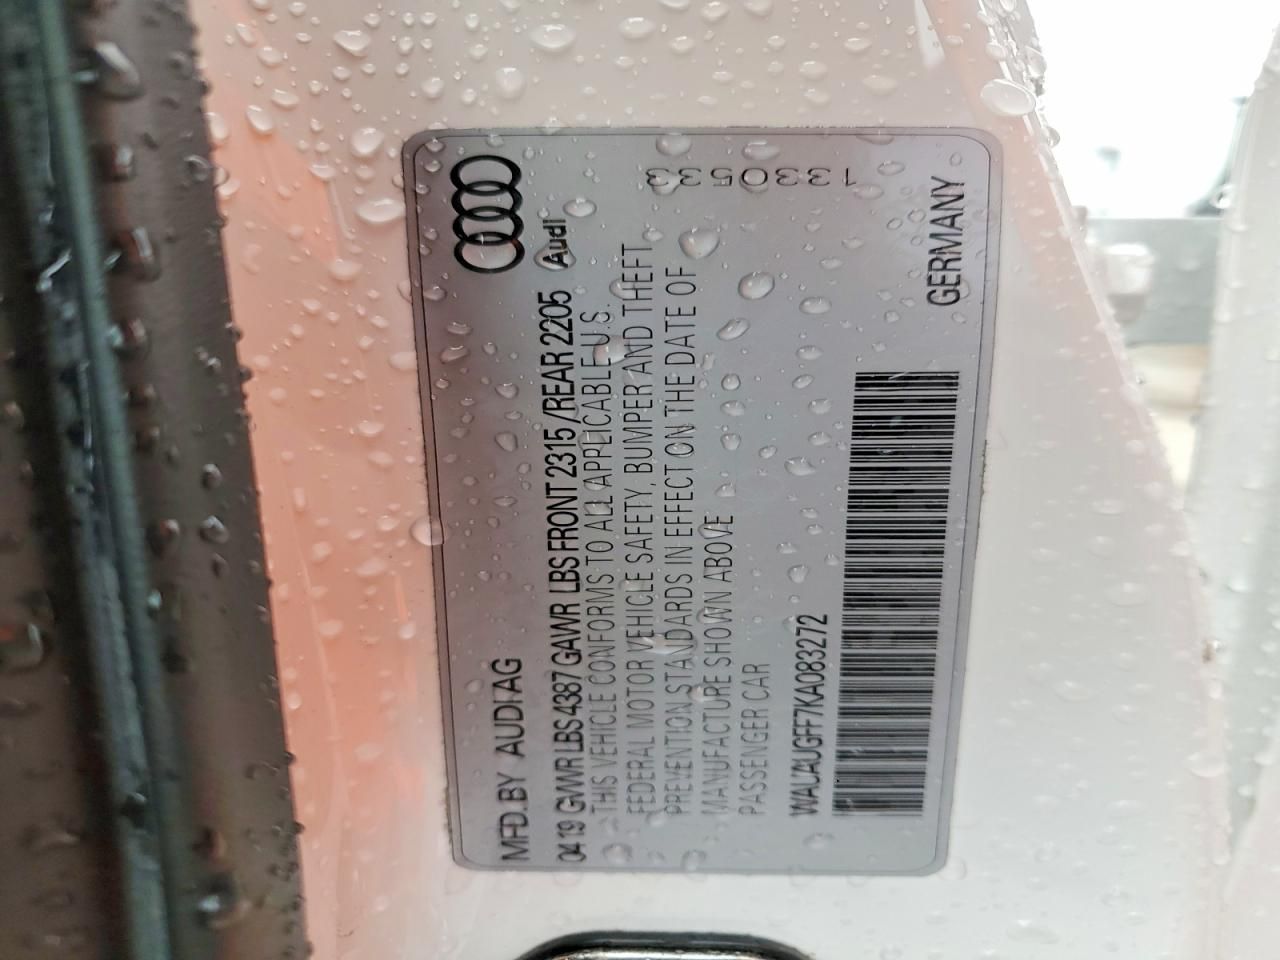 MFD. BY AUDI AG
04 19 GVWR LBS 4387 GAWR LBS FRONT 2315 /REAR 2205
Audi
THIS VEHICLE CONFORMS TO ALL APPLICABLE U.S.
FEDERAL MOTOR VEHICLE SAFETY, BUMPER AND THEFT
PREVENTION STANDARDS IN EFFECT ON THE DATE OF
MANUFACTURE SHOWN ABOVE
PASSENGER CAR
3350331
WAUAUGFF7KA083272
GERMANY